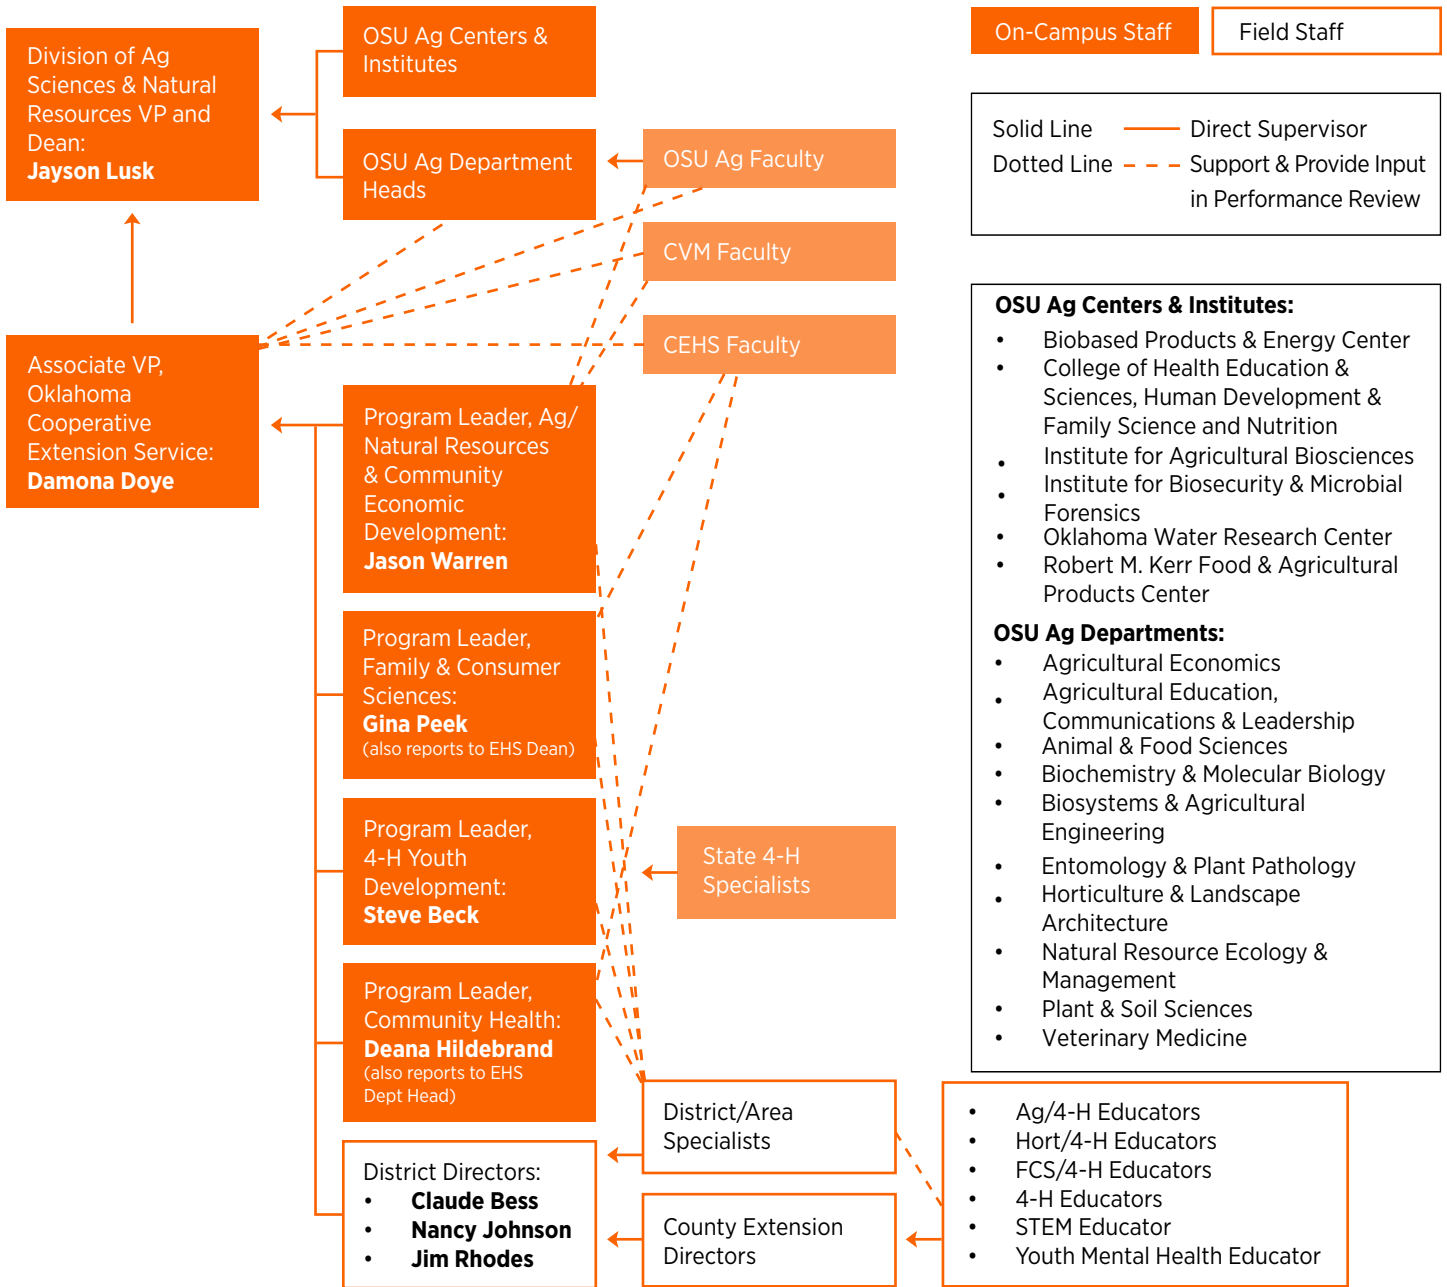 Division of Ag
Sciences & Natural
Resources VP and
Dean:
Jayson Lusk
OSU Ag Centers &
Institutes
OSU Ag Department
Heads
OSU Ag Faculty
CVM Faculty
CEHS Faculty
Associate VP,
Oklahoma
Cooperative
Extension Service:
Damona Doye
Program Leader, Ag/
Natural Resources
& Community
Economic
Development:
Jason Warren
Program Leader,
Family & Consumer
Sciences:
Gina Peek
(also reports to EHS Dean)
Program Leader,
4-H Youth
Development:
Steve Beck
State 4-H
Specialists
Program Leader,
Community Health:
Deana Hildebrand
(also reports to EHS
Dept Head)
District Directors:
• Claude Bess
• Nancy Johnson
• Jim Rhodes
District/Area
Specialists
County Extension
Directors
• Ag/4-H Educators
• Hort/4-H Educators
• FCS/4-H Educators
• 4-H Educators
• STEM Educator
• Youth Mental Health Educator
On-Campus Staff
Field Staff
Solid Line Direct Supervisor
Dotted Line Support & Provide Input
in Performance Review
OSU Ag Centers & Institutes:
• Biobased Products & Energy Center
• College of Health Education &
Sciences, Human Development &
Family Science and Nutrition
• Institute for Agricultural Biosciences
• Institute for Biosecurity & Microbial
Forensics
• Oklahoma Water Research Center
• Robert M. Kerr Food & Agricultural
Products Center
OSU Ag Departments:
• Agricultural Economics
• Agricultural Education,
Communications & Leadership
• Animal & Food Sciences
• Biochemistry & Molecular Biology
• Biosystems & Agricultural
Engineering
• Entomology & Plant Pathology
• Horticulture & Landscape
Architecture
• Natural Resource Ecology &
Management
• Plant & Soil Sciences
• Veterinary Medicine